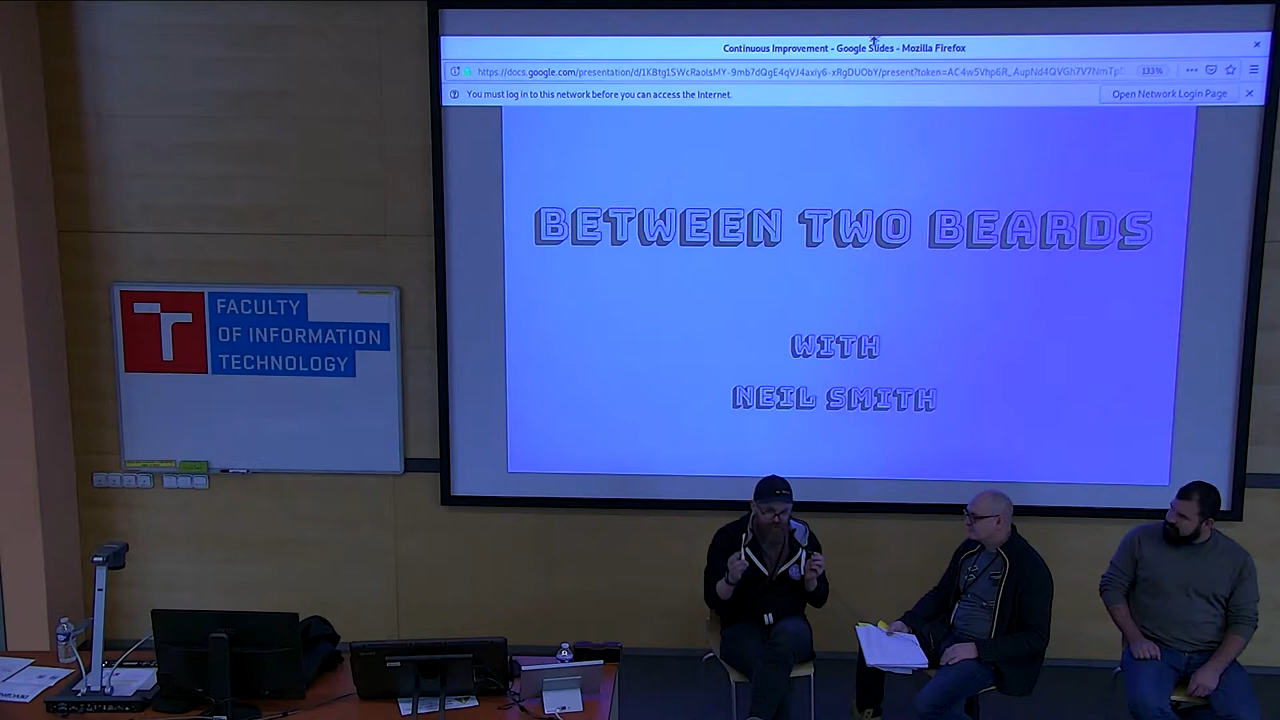 Continuous Improvement - Google Slides - Mozilla Firefox
133%
You must log in to this network before you can access the Internet.
Open Network Login Page
BETWEEN TWO BEARDS
WITH
NEIL SMITH
FACULTY
OF INFORMATION
TECHNOLOGY